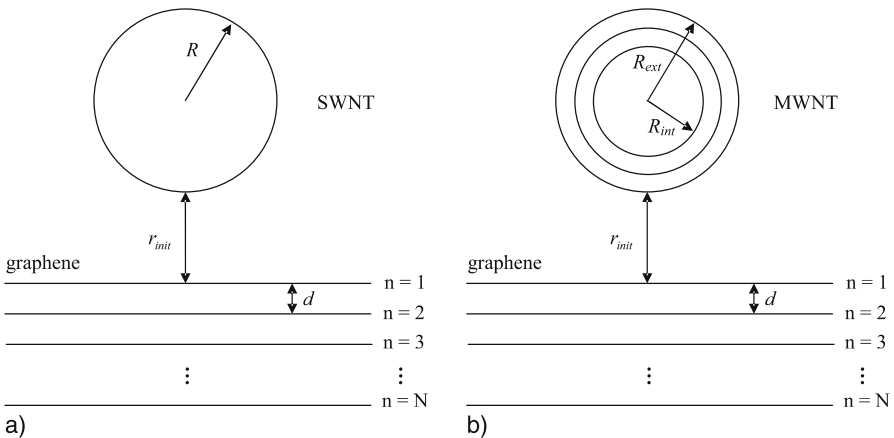 R
SWNT
r_init
graphene
n = 1
d
n = 2
n = 3
⋮ ⋮
n = N
a)
R_ext
R_int
MWNT
r_init
graphene
n = 1
d
n = 2
n = 3
⋮ ⋮
n = N
b)